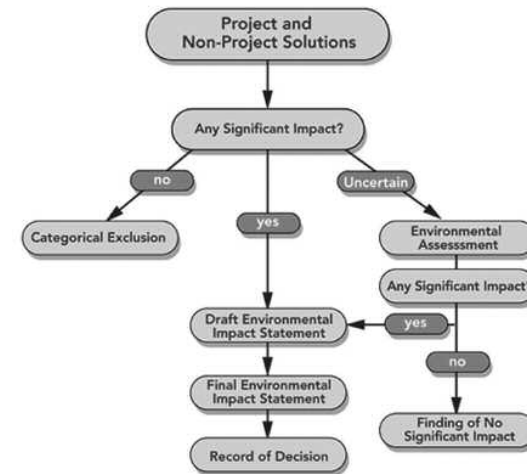 Project and
Non-Project Solutions
Any Significant Impact?
no
Uncertain
yes
Categorical Exclusion
Environmental
Assesssment
Any Significant Impact?
Draft Environmental
Impact Statement
yes
no
Final Environmental
Impact Statement
Finding of No
Significant Impact
Record of Decision